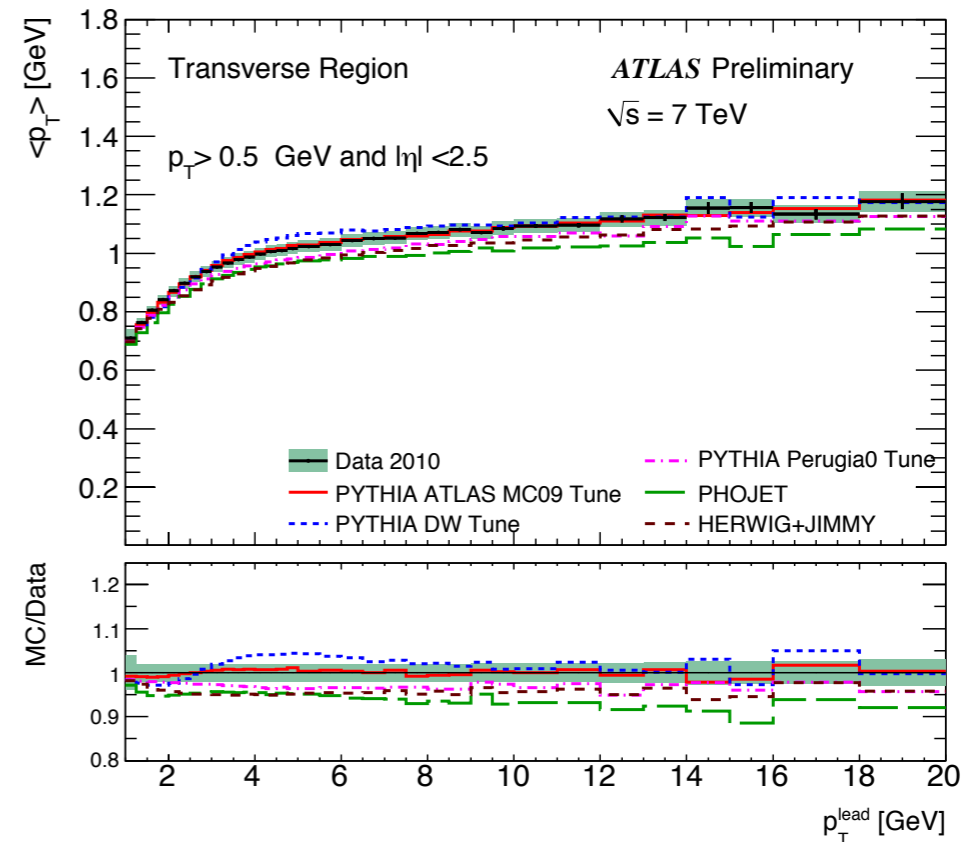 <p_T> [GeV]
1.8
1.6
1.4
1.2
1
0.8
0.6
0.4
0.2
Transverse Region
ATLAS Preliminary
√s = 7 TeV
p_T> 0.5 GeV and |η| <2.5
Data 2010
PYTHIA ATLAS MC09 Tune
PYTHIA DW Tune
PYTHIA Perugia0 Tune
PHOJET
HERWIG+JIMMY
MC/Data
1.2
1.1
1
0.9
0.8
2 4 6 8 10 12 14 16 18 20
p_T^lead [GeV]